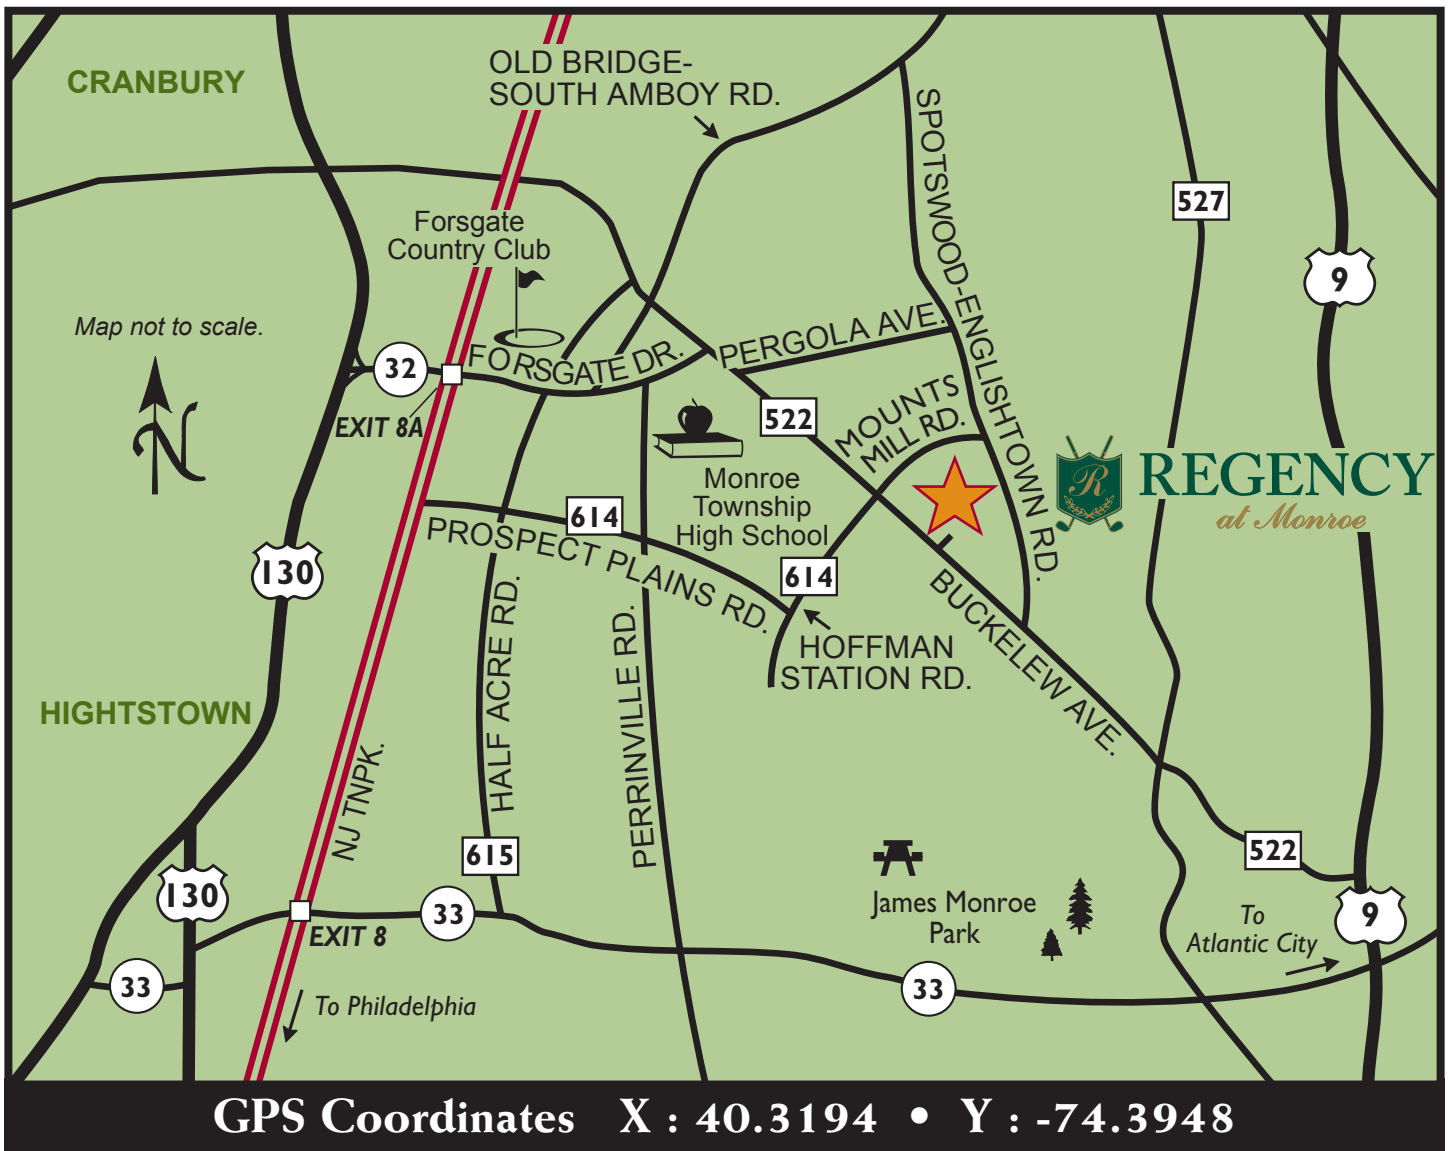 OLD BRIDGE-
SOUTH AMBOY RD.
CRANBURY
SPOTSWOOD-ENGLISHTOWN RD.
527
Forsgate
Country Club
9
Map not to scale.
N
32
FORSGATE DR.
PERGOLA AVE.
EXIT 8A
522
MOUNTS
MILL RD.
R
REGENCY
at Monroe
Monroe
Township
High School
614
PROSPECT PLAINS RD.
130
614
HALF ACRE RD.
PERRINVILLE RD.
HOFFMAN
STATION RD.
BUCKELEW AVE.
HIGHTSTOWN
NJ TNPK.
615
522
130
33
EXIT 8
James Monroe
Park
9
To
Atlantic City
33
33
To Philadelphia
GPS Coordinates X : 40.3194 • Y : -74.3948